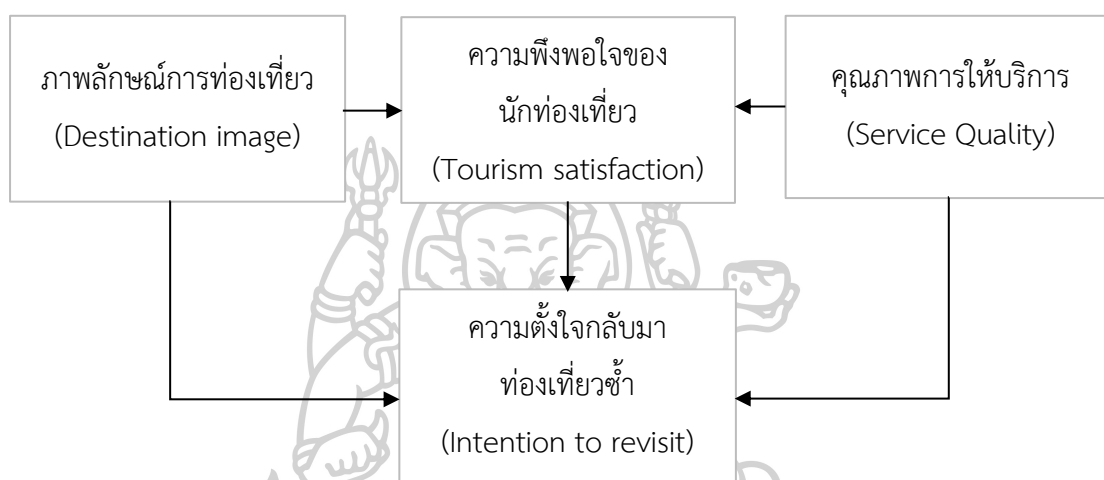 ภาพลักษณ์การท่องเที่ยว
(Destination image)
ความพึงพอใจของ
นักท่องเที่ยว
(Tourism satisfaction)
คุณภาพการให้บริการ
(Service Quality)
ความตั้งใจกลับมา
ท่องเที่ยวซ้ำ
(Intention to revisit)